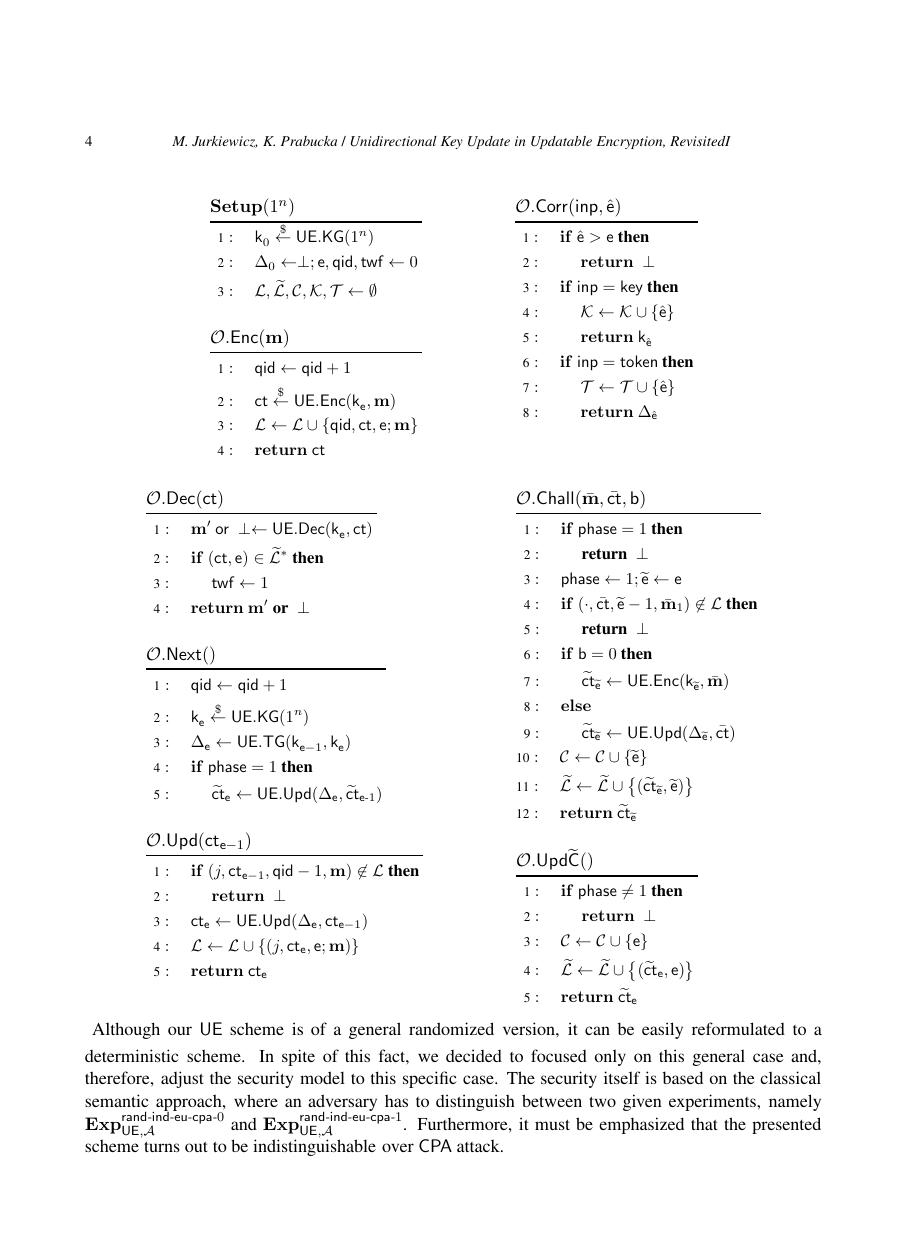 4 M. Jurkiewicz, K. Prabucka / Unidirectional Key Update in Updatable Encryption, RevisitedI
Setup(1ⁿ)
1 : k₀ ←$ UE.KG(1ⁿ)
2 : Δ₀ ←⊥; e, qid, twf ← 0
3 : ℒ, ℒ̃, 𝒞, 𝒦, 𝒯 ← ∅
𝒪.Enc(m)
1 : qid ← qid + 1
2 : ct ←$ UE.Enc(k_e, m)
3 : ℒ ← ℒ ∪ {qid, ct, e; m}
4 : return ct
𝒪.Corr(inp, ê)
1 : if ê > e then
2 : return ⊥
3 : if inp = key then
4 : 𝒦 ← 𝒦 ∪ {ê}
5 : return k_ê
6 : if inp = token then
7 : 𝒯 ← 𝒯 ∪ {ê}
8 : return Δ_ê
𝒪.Dec(ct)
1 : m′ or ⊥← UE.Dec(k_e, ct)
2 : if (ct, e) ∈ ℒ̃* then
3 : twf ← 1
4 : return m′ or ⊥
𝒪.Next()
1 : qid ← qid + 1
2 : k_e ←$ UE.KG(1ⁿ)
3 : Δ_e ← UE.TG(k_{e−1}, k_e)
4 : if phase = 1 then
5 : c̃t_e ← UE.Upd(Δ_e, c̃t_{e-1})
𝒪.Upd(ct_{e−1})
1 : if (j, ct_{e−1}, qid − 1, m) ∉ ℒ then
2 : return ⊥
3 : ct_e ← UE.Upd(Δ_e, ct_{e−1})
4 : ℒ ← ℒ ∪ {(j, ct_e, e; m)}
5 : return ct_e
𝒪.Chall(m̄, c̄t, b)
1 : if phase = 1 then
2 : return ⊥
3 : phase ← 1; ẽ ← e
4 : if (·, c̄t, ẽ − 1, m̄₁) ∉ ℒ then
5 : return ⊥
6 : if b = 0 then
7 : c̃t_ẽ ← UE.Enc(k_ẽ, m̄)
8 : else
9 : c̃t_ẽ ← UE.Upd(Δ_ẽ, c̄t)
10 : 𝒞 ← 𝒞 ∪ {ẽ}
11 : ℒ̃ ← ℒ̃ ∪ {(c̃t_ẽ, ẽ)}
12 : return c̃t_ẽ
𝒪.UpdC̃()
1 : if phase ≠ 1 then
2 : return ⊥
3 : 𝒞 ← 𝒞 ∪ {e}
4 : ℒ̃ ← ℒ̃ ∪ {(c̃t_e, e)}
5 : return c̃t_e
Although our UE scheme is of a general randomized version, it can be easily reformulated to a
deterministic scheme. In spite of this fact, we decided to focused only on this general case and,
therefore, adjust the security model to this specific case. The security itself is based on the classical
semantic approach, where an adversary has to distinguish between two given experiments, namely
Exp^{rand-ind-eu-cpa-0}_{UE,𝒜} and Exp^{rand-ind-eu-cpa-1}_{UE,𝒜}. Furthermore, it must be emphasized that the presented
scheme turns out to be indistinguishable over CPA attack.